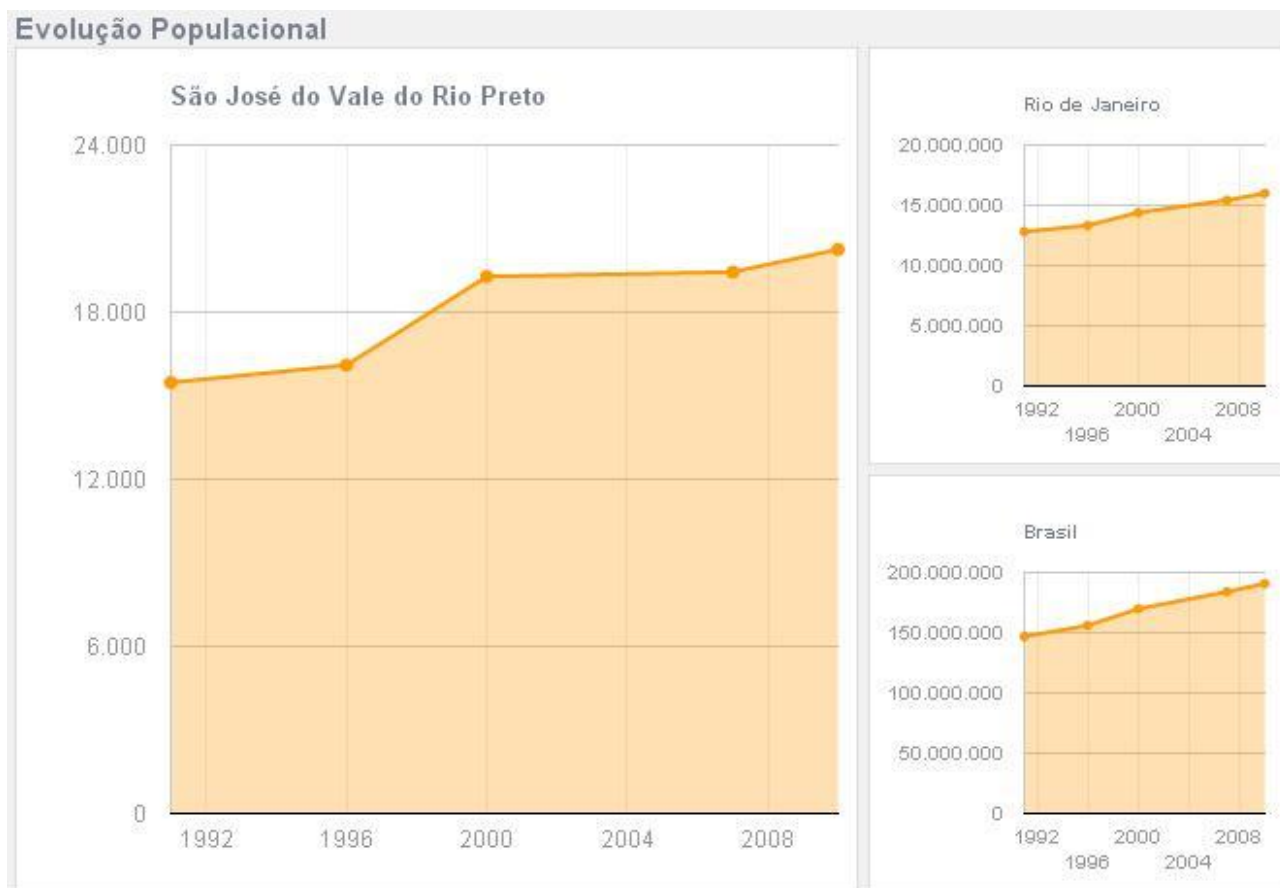 Evolução Populacional
São José do Vale do Rio Preto
24.000
18.000
12.000
6.000
0
1992 1996 2000 2004 2008
Rio de Janeiro
20.000.000
15.000.000
10.000.000
5.000.000
0
1992 2000 2008
1996 2004
Brasil
200.000.000
150.000.000
100.000.000
50.000.000
0
1992 2000 2008
1996 2004